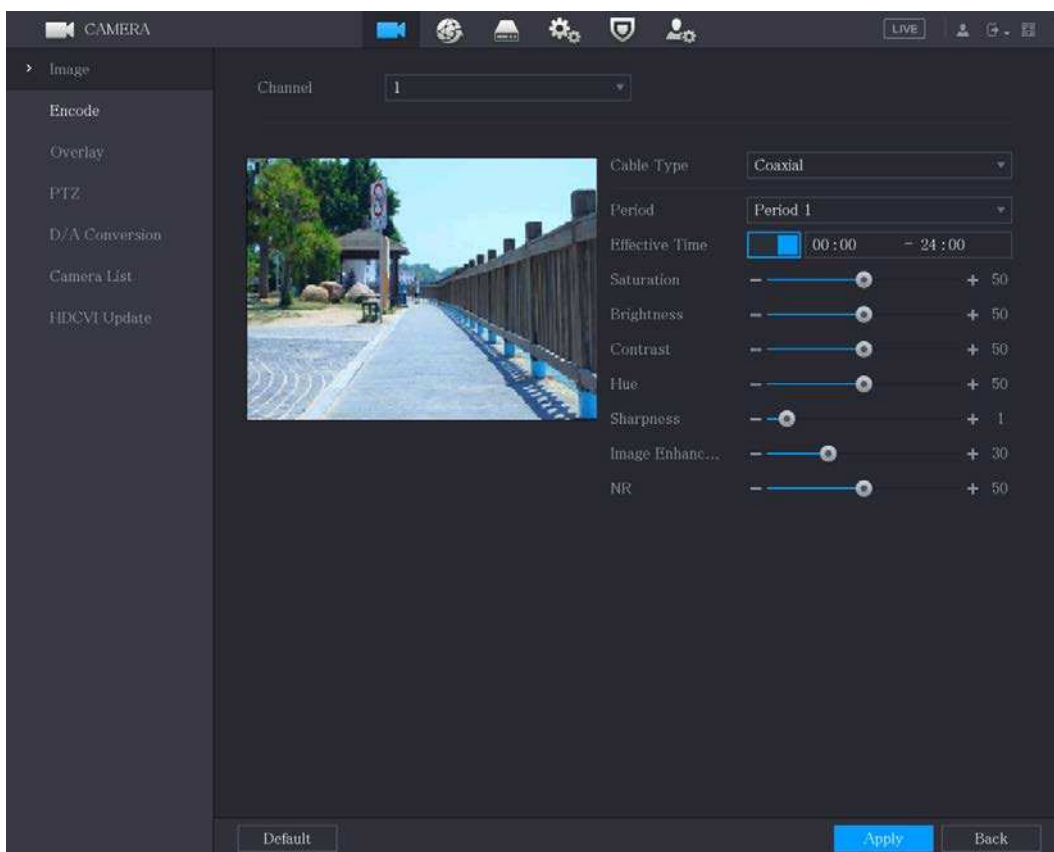 CAMERA
LIVE
Image
Encode
Overlay
PTZ
D/A Conversion
Camera List
HDCVI Update
Channel 1
Cable Type Coaxial
Period Period 1
Effective Time 00:00 - 24:00
Saturation 50
Brightness 50
Contrast 50
Hue 50
Sharpness 1
Image Enhanc... 30
NR 50
Default
Apply
Back